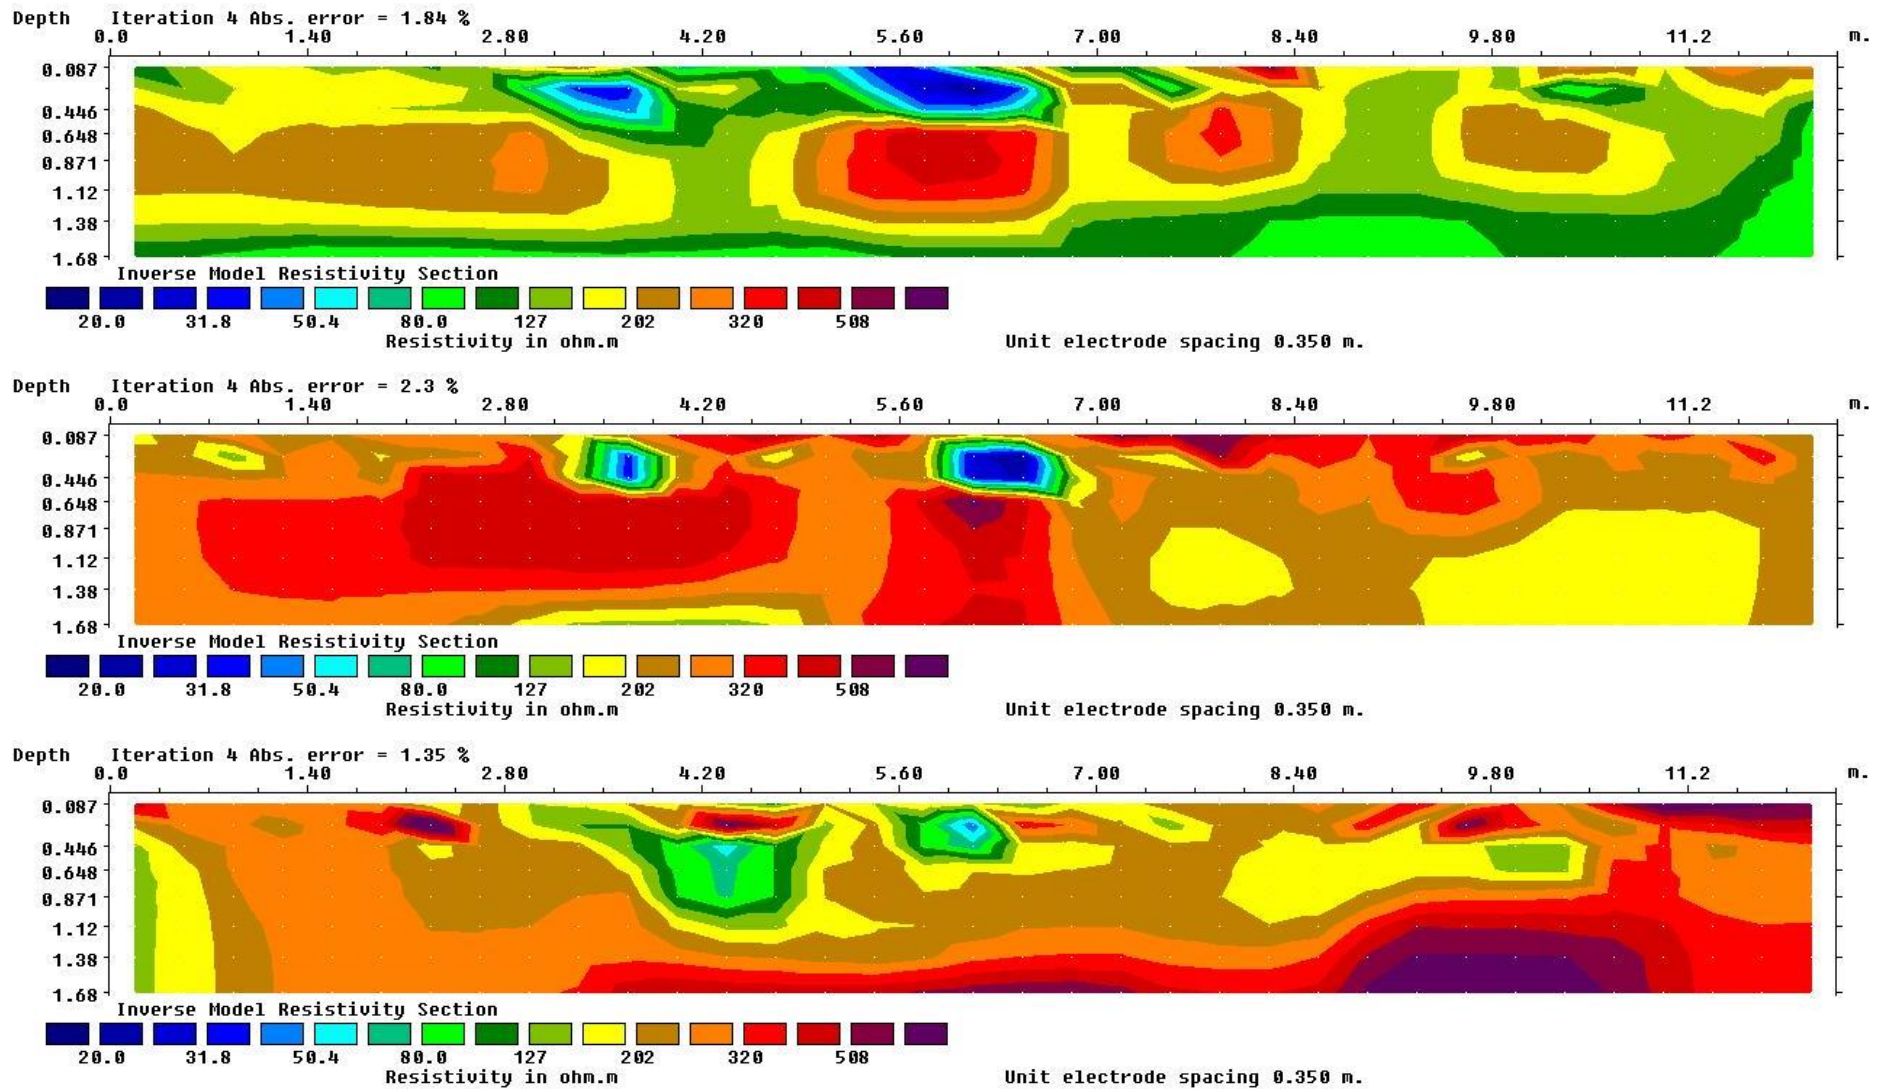 Depth Iteration 4 Abs. error = 1.84 %
0.0 1.40 2.80 4.20 5.60 7.00 8.40 9.80 11.2 m.
0.087
0.446
0.648
0.871
1.12
1.38
1.68
Inverse Model Resistivity Section
20.0 31.8 50.4 80.0 127 202 320 508
Resistivity in ohm.m Unit electrode spacing 0.350 m.
Depth Iteration 4 Abs. error = 2.3 %
0.0 1.40 2.80 4.20 5.60 7.00 8.40 9.80 11.2 m.
0.087
0.446
0.648
0.871
1.12
1.38
1.68
Inverse Model Resistivity Section
20.0 31.8 50.4 80.0 127 202 320 508
Resistivity in ohm.m Unit electrode spacing 0.350 m.
Depth Iteration 4 Abs. error = 1.35 %
0.0 1.40 2.80 4.20 5.60 7.00 8.40 9.80 11.2 m.
0.087
0.446
0.648
0.871
1.12
1.38
1.68
Inverse Model Resistivity Section
20.0 31.8 50.4 80.0 127 202 320 508
Resistivity in ohm.m Unit electrode spacing 0.350 m.